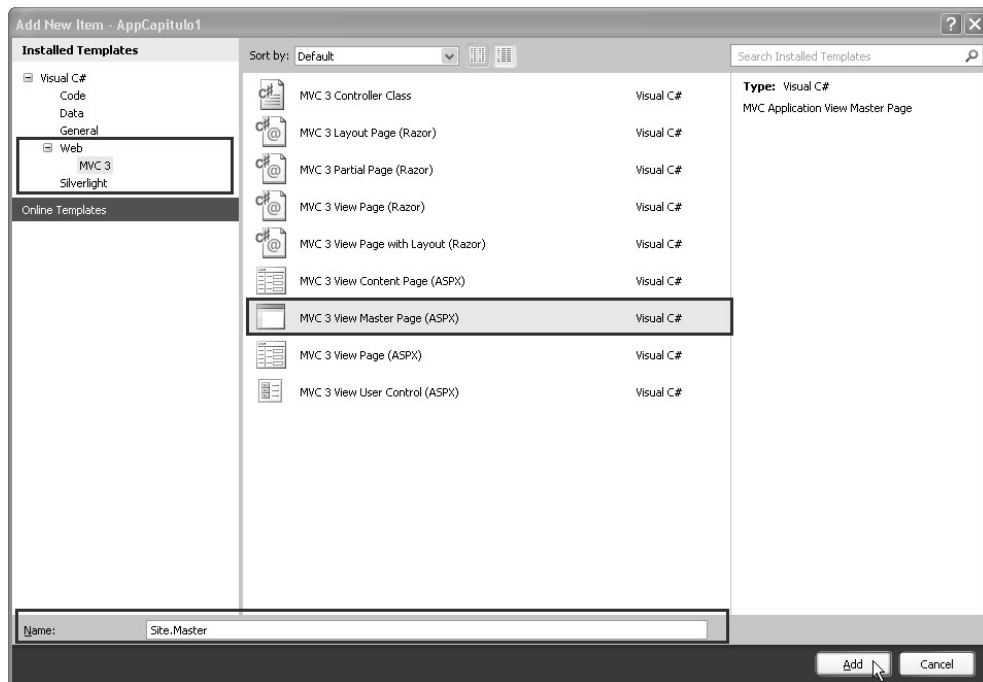 Add New Item - AppCapitulo1
Installed Templates
Visual C#
Code
Data
General
Web
MVC 3
Silverlight
Online Templates
Sort by: Default
MVC 3 Controller Class Visual C#
MVC 3 Layout Page (Razor) Visual C#
MVC 3 Partial Page (Razor) Visual C#
MVC 3 View Page (Razor) Visual C#
MVC 3 View Page with Layout (Razor) Visual C#
MVC 3 View Content Page (ASPX) Visual C#
MVC 3 View Master Page (ASPX) Visual C#
MVC 3 View Page (ASPX) Visual C#
MVC 3 View User Control (ASPX) Visual C#
Search Installed Templates
Type: Visual C#
MVC Application View Master Page
Name: Site.Master
Add Cancel